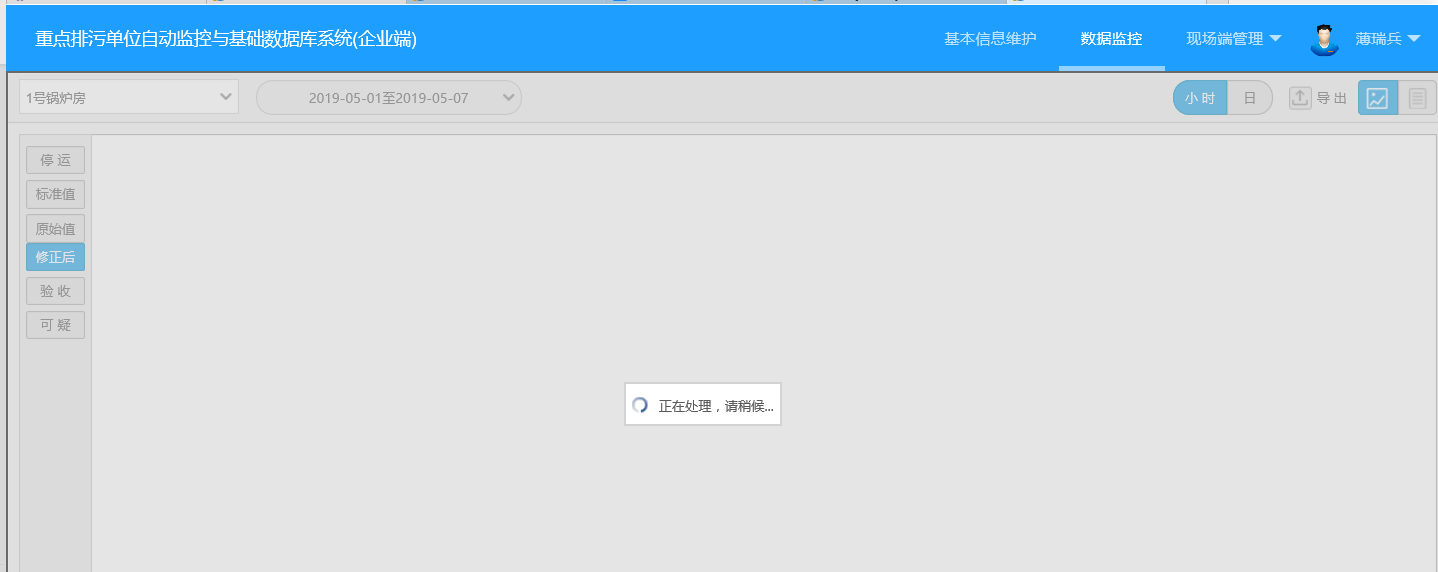 重点排污单位自动监控与基础数据库系统(企业端)
基本信息维护
数据监控
现场端管理
薄瑞兵
1号锅炉房
2019-05-01至2019-05-07
小时
日
导出
停运
标准值
原始值
修正后
验收
可疑
正在处理，请稍候...